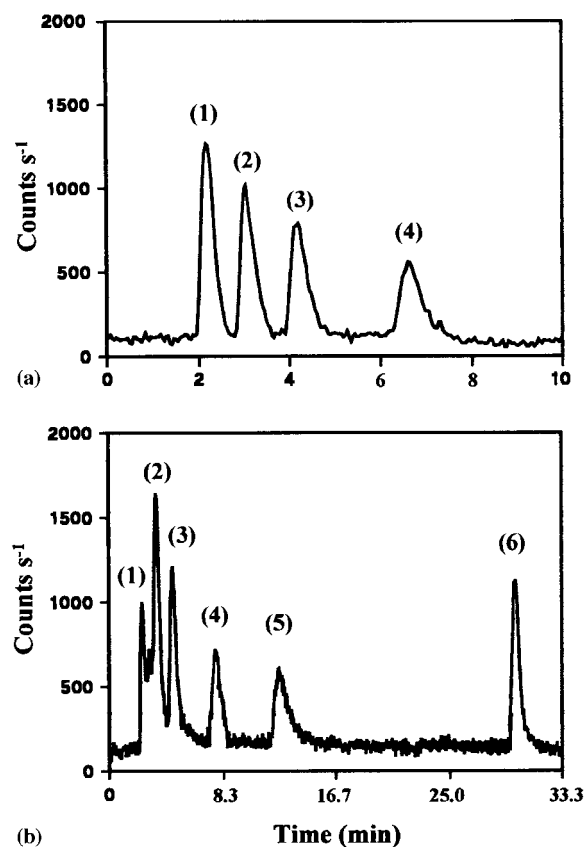 2000
1500
1000
500
0
Counts s⁻¹
(1)
(2)
(3)
(4)
(a)
0 2 4 6 8 10
2000
1500
1000
500
0
Counts s⁻¹
(1)
(2)
(3)
(4)
(5)
(6)
0 8.3 16.7 25.0 33.3
(b)
Time (min)